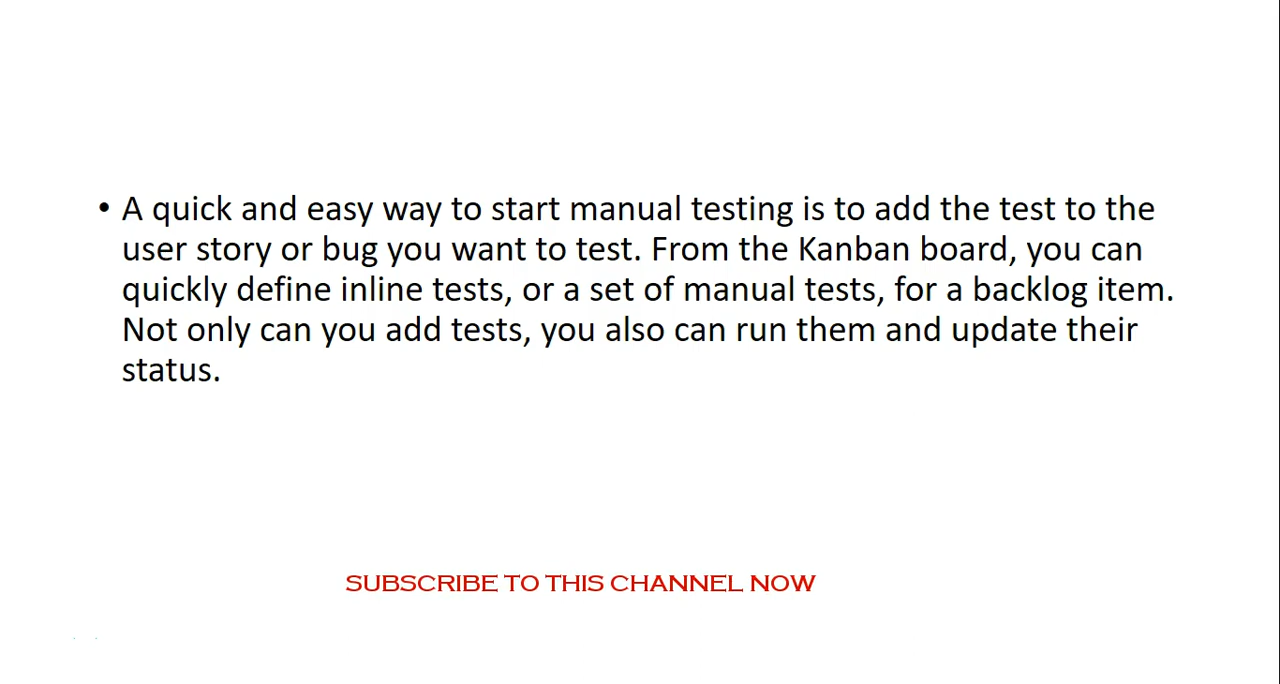 • A quick and easy way to start manual testing is to add the test to the
user story or bug you want to test. From the Kanban board, you can
quickly define inline tests, or a set of manual tests, for a backlog item.
Not only can you add tests, you also can run them and update their
status.
SUBSCRIBE TO THIS CHANNEL NOW